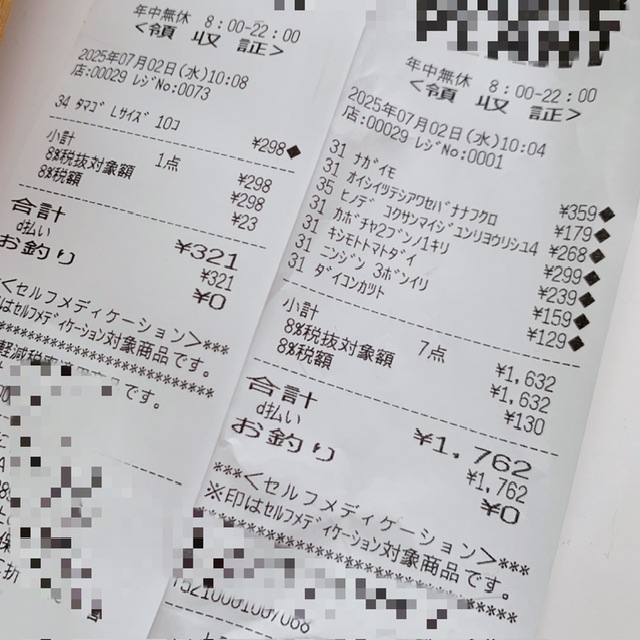 年中無休 8:00-22:00
<領収証>
2025年07月02日(水)10:08
店:00029 レジNo:0073
34 タマゴ Lサイズ 10コ
¥298◆
小計 1点 ¥298
8%税抜対象額 ¥298
8%税額 ¥23
合計 ¥321
d払い ¥321
お釣り ¥0
<セルフメディケーション>***
はセルフメディケーション対象商品です。
PLANT
年中無休 8:00-22:00
<領収証>
2025年07月02日(水)10:04
店:00029 レジNo:0001
31 ナガイモ ¥359◆
31 オイシイツテシアワセバナナフクロ ¥179◆
35 ヒノデ コクサンマイジュンリヨウリシュ4 ¥268◆
31 カボチヤ2ブンノ1キリ ¥299◆
31 キシモトトマトダイ ¥239◆
31 ニンジン 3ボンイリ ¥159◆
31 ダイコンカツト ¥129◆
小計 7点 ¥1,632
8%税抜対象額 ¥1,632
8%税額 ¥130
合計 ¥1,762
d払い ¥1,762
お釣り ¥0
***<セルフメディケーション>***
※印はセルフメディケーション対象商品です。